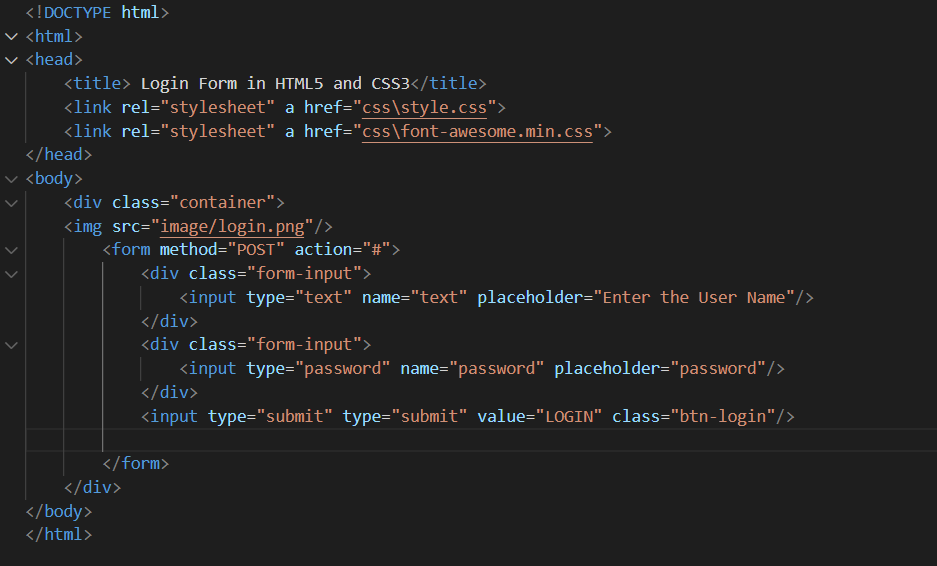 <!DOCTYPE html>
<html>
<head>
    <title> Login Form in HTML5 and CSS3</title>
    <link rel="stylesheet" a href="css\style.css">
    <link rel="stylesheet" a href="css\font-awesome.min.css">
</head>
<body>
    <div class="container">
    <img src="image/login.png"/>
        <form method="POST" action="#">
            <div class="form-input">
                <input type="text" name="text" placeholder="Enter the User Name"/>
            </div>
            <div class="form-input">
                <input type="password" name="password" placeholder="password"/>
            </div>
            <input type="submit" type="submit" value="LOGIN" class="btn-login"/>
        </form>
    </div>
</body>
</html>